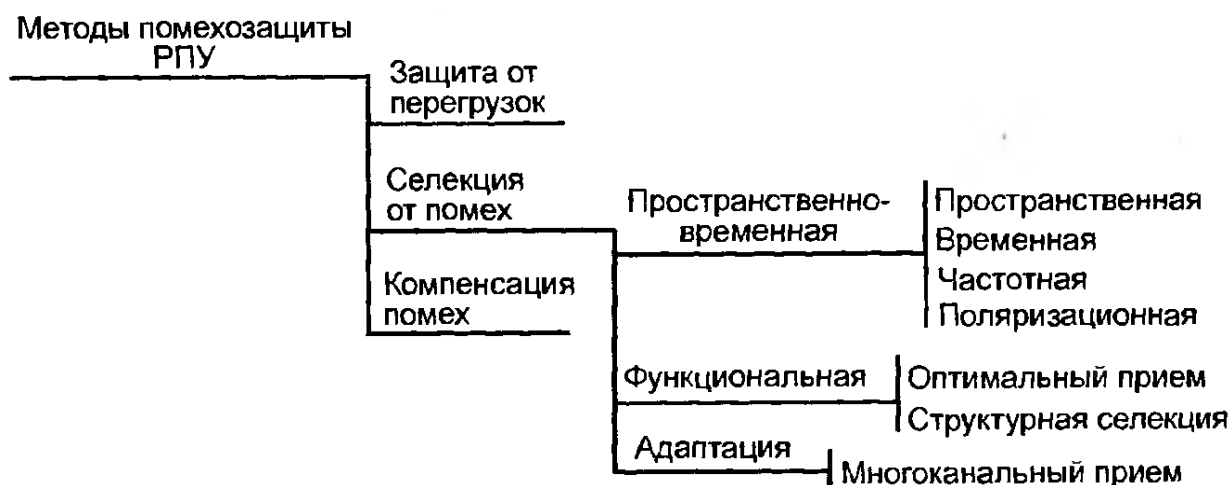 Методы помехозащиты
РПУ
Защита от
перегрузок
Селекция
от помех
Компенсация
помех
Пространственно-
временная
Пространственная
Временная
Частотная
Поляризационная
Функциональная
Оптимальный прием
Структурная селекция
Адаптация
Многоканальный прием